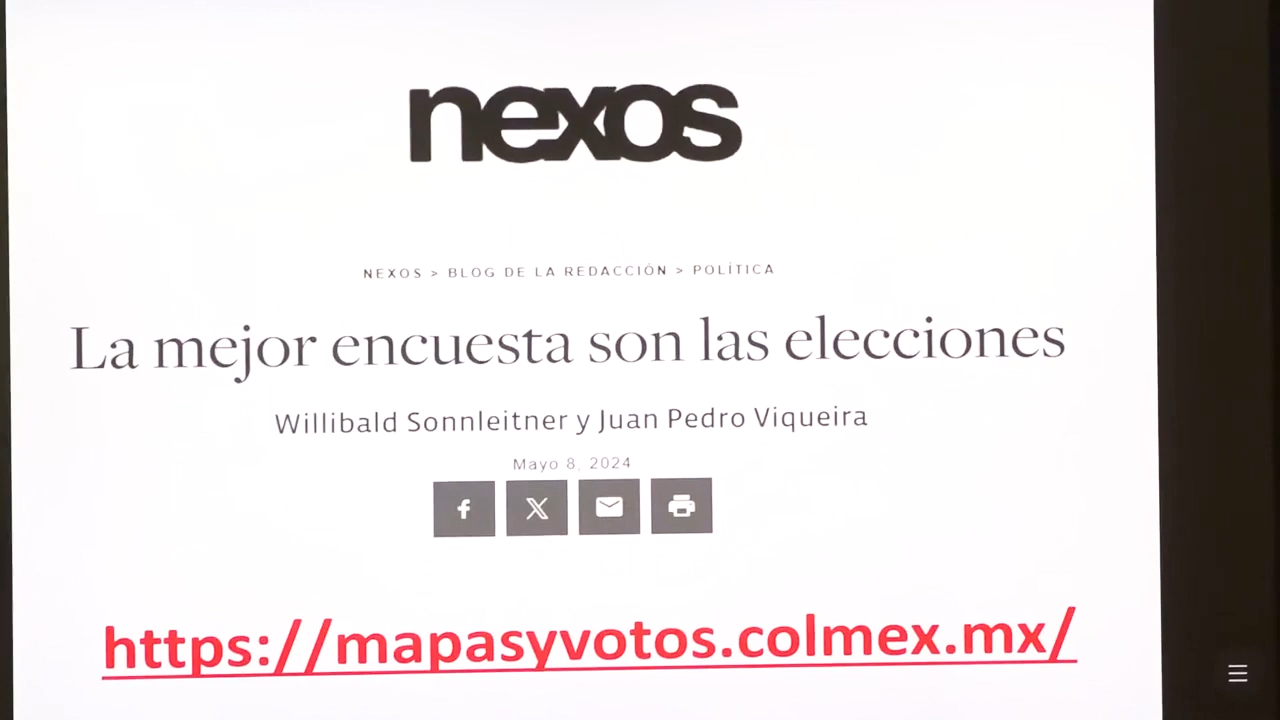 nexos
NEXOS > BLOG DE LA REDACCIÓN > POLÍTICA
La mejor encuesta son las elecciones
Willibald Sonnleitner y Juan Pedro Viqueira
Mayo 8, 2024
https://mapasyvotos.colmex.mx/